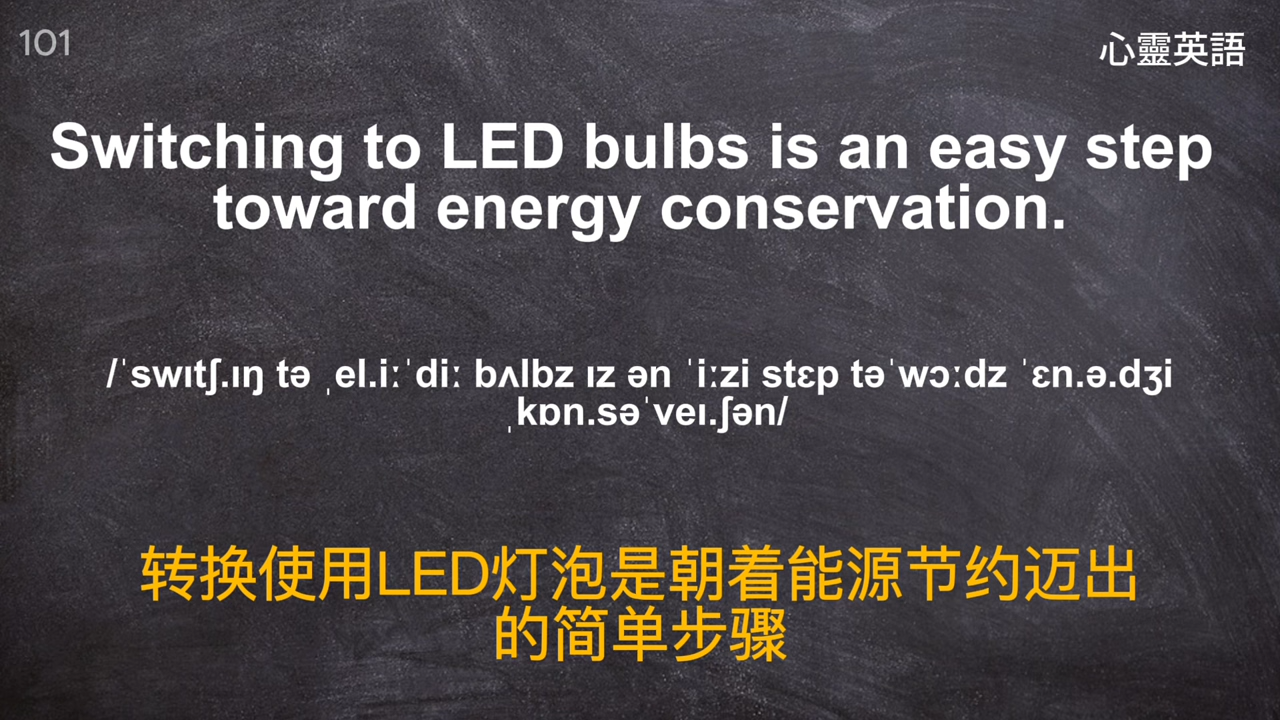 101
心靈英語
Switching to LED bulbs is an easy step
toward energy conservation.
/ˈswɪtʃ.ɪŋ tə ˌel.iːˈdiː bʌlbz ɪz ən ˈiːzi stɛp təˈwɔːdz ˈɛn.ə.dʒi
ˌkɒn.səˈveɪ.ʃən/
转换使用LED灯泡是朝着能源节约迈出
的简单步骤